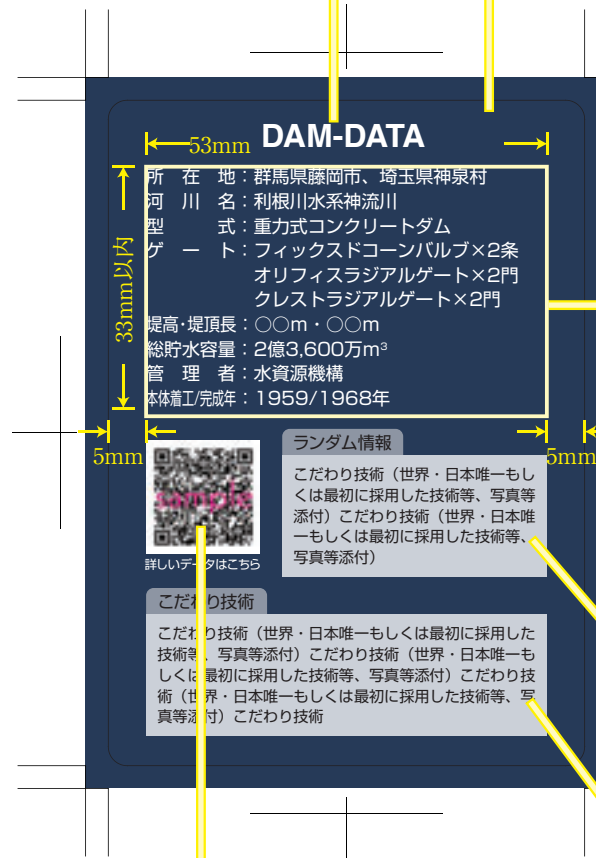 DAM-DATA
53mm
33mm以内
所 在 地：群馬県藤岡市、埼玉県神泉村
河 川 名：利根川水系神流川
型 式：重力式コンクリートダム
ゲ ー ト：フィックスドコーンバルブ×2条
オリフィスラジアルゲート×2門
クレストラジアルゲート×2門
堤高・堤頂長：○○m・○○m
総貯水容量：2億3,600万m³
管 理 者：水資源機構
本体着工/完成年：1959/1968年
5mm
5mm
sample
詳しいデータはこちら
ランダム情報
こだわり技術（世界・日本唯一もし
くは最初に採用した技術等、写真等
添付）こだわり技術（世界・日本唯
一もしくは最初に採用した技術等、
写真等添付）
こだわり技術
こだわり技術（世界・日本唯一もしくは最初に採用した
技術等、写真等添付）こだわり技術（世界・日本唯一も
しくは最初に採用した技術等、写真等添付）こだわり技
術（世界・日本唯一もしくは最初に採用した技術等、写
真等添付）こだわり技術